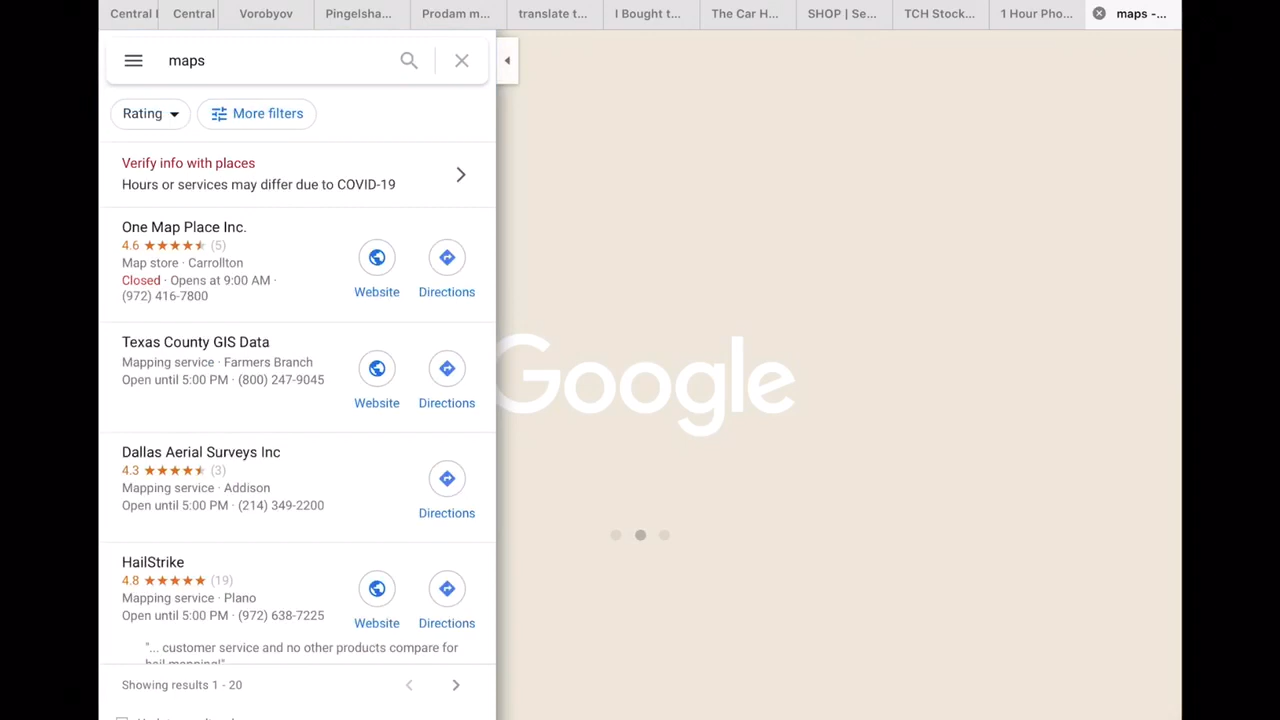 Central
Central
Vorobyov
Pingelsha...
Prodam m...
translate t...
I Bought t...
The Car H...
SHOP | Se...
TCH Stock...
1 Hour Pho...
maps -...
maps
Rating
More filters
Verify info with places
Hours or services may differ due to COVID-19
One Map Place Inc.
4.6 ★★★★★ (5)
Map store · Carrollton
Closed · Opens at 9:00 AM ·
(972) 416-7800
Website
Directions
Texas County GIS Data
Mapping service · Farmers Branch
Open until 5:00 PM · (800) 247-9045
Website
Directions
Dallas Aerial Surveys Inc
4.3 ★★★★★ (3)
Mapping service · Addison
Open until 5:00 PM · (214) 349-2200
Directions
HailStrike
4.8 ★★★★★ (19)
Mapping service · Plano
Open until 5:00 PM · (972) 638-7225
Website
Directions
"... customer service and no other products compare for
hail mapping!"
Showing results 1 - 20
Google